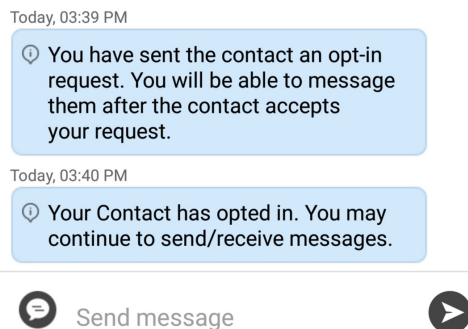 Today, 03:39 PM
You have sent the contact an opt-in
request. You will be able to message
them after the contact accepts
your request.
Today, 03:40 PM
Your Contact has opted in. You may
continue to send/receive messages.
Send message